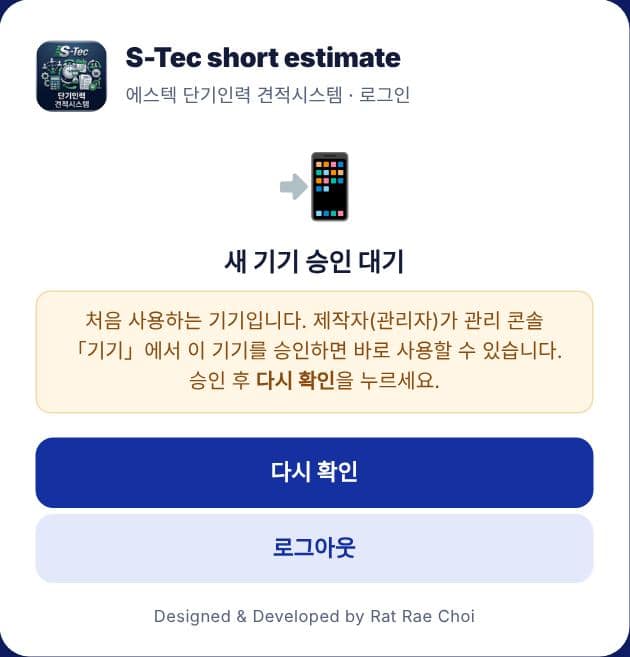 S-Tec
단기인력
견적시스템
S-Tec short estimate
에스텍 단기인력 견적시스템 · 로그인
새 기기 승인 대기
처음 사용하는 기기입니다. 제작자(관리자)가 관리 콘솔
「기기」에서 이 기기를 승인하면 바로 사용할 수 있습니다.
승인 후 다시 확인을 누르세요.
다시 확인
로그아웃
Designed & Developed by Rat Rae Choi